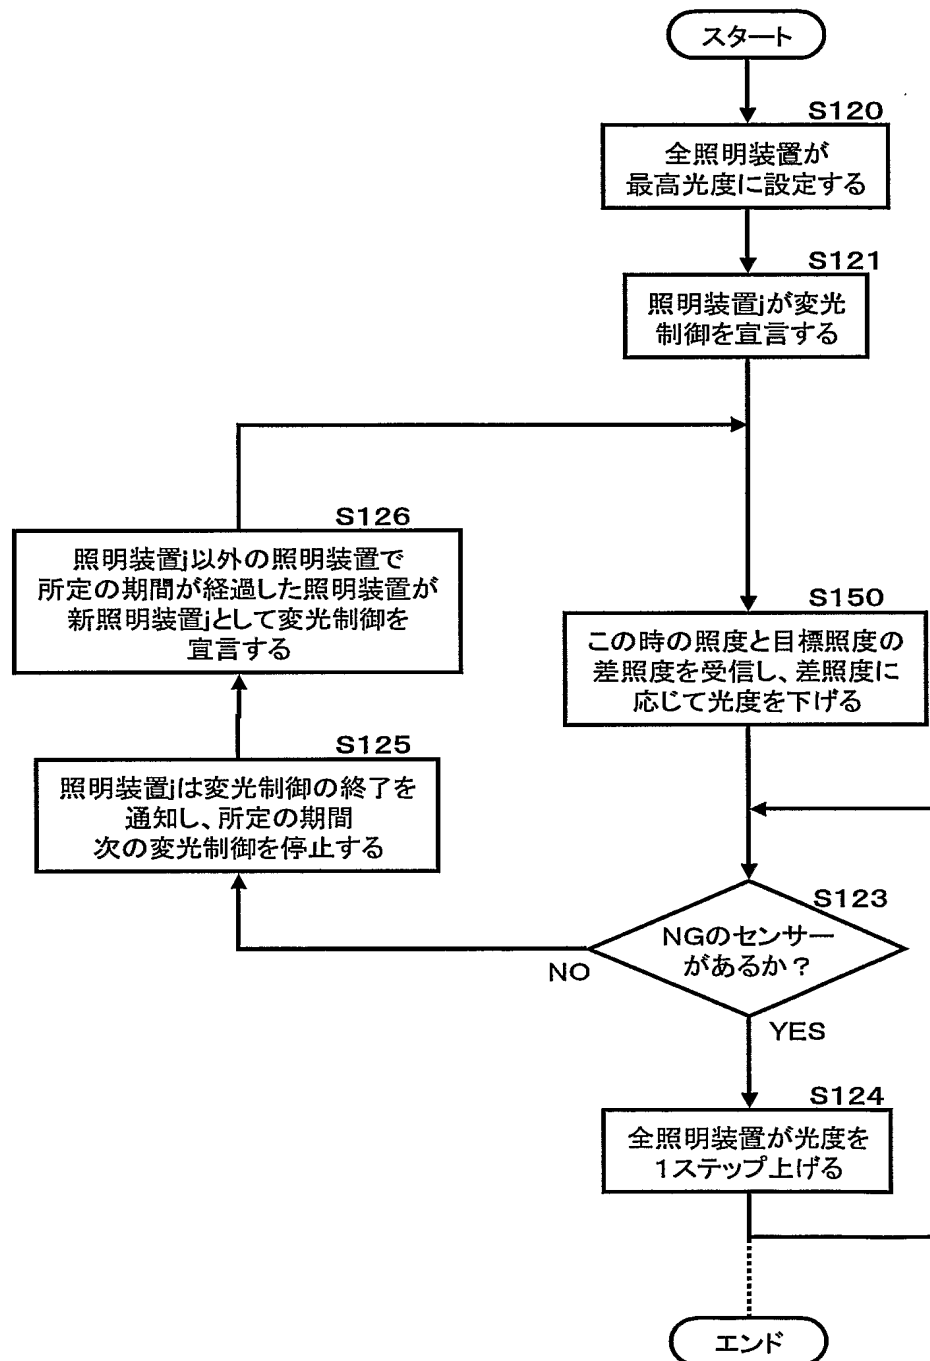 スタート
S120
全照明装置が
最高光度に設定する
S121
照明装置jが変光
制御を宣言する
S126
照明装置j以外の照明装置で
所定の期間が経過した照明装置が
新照明装置jとして変光制御を
宣言する
S150
この時の照度と目標照度の
差照度を受信し、差照度に
応じて光度を下げる
S125
照明装置jは変光制御の終了を
通知し、所定の期間
次の変光制御を停止する
S123
NGのセンサー
があるか?
NO
YES
S124
全照明装置が光度を
1ステップ上げる
エンド